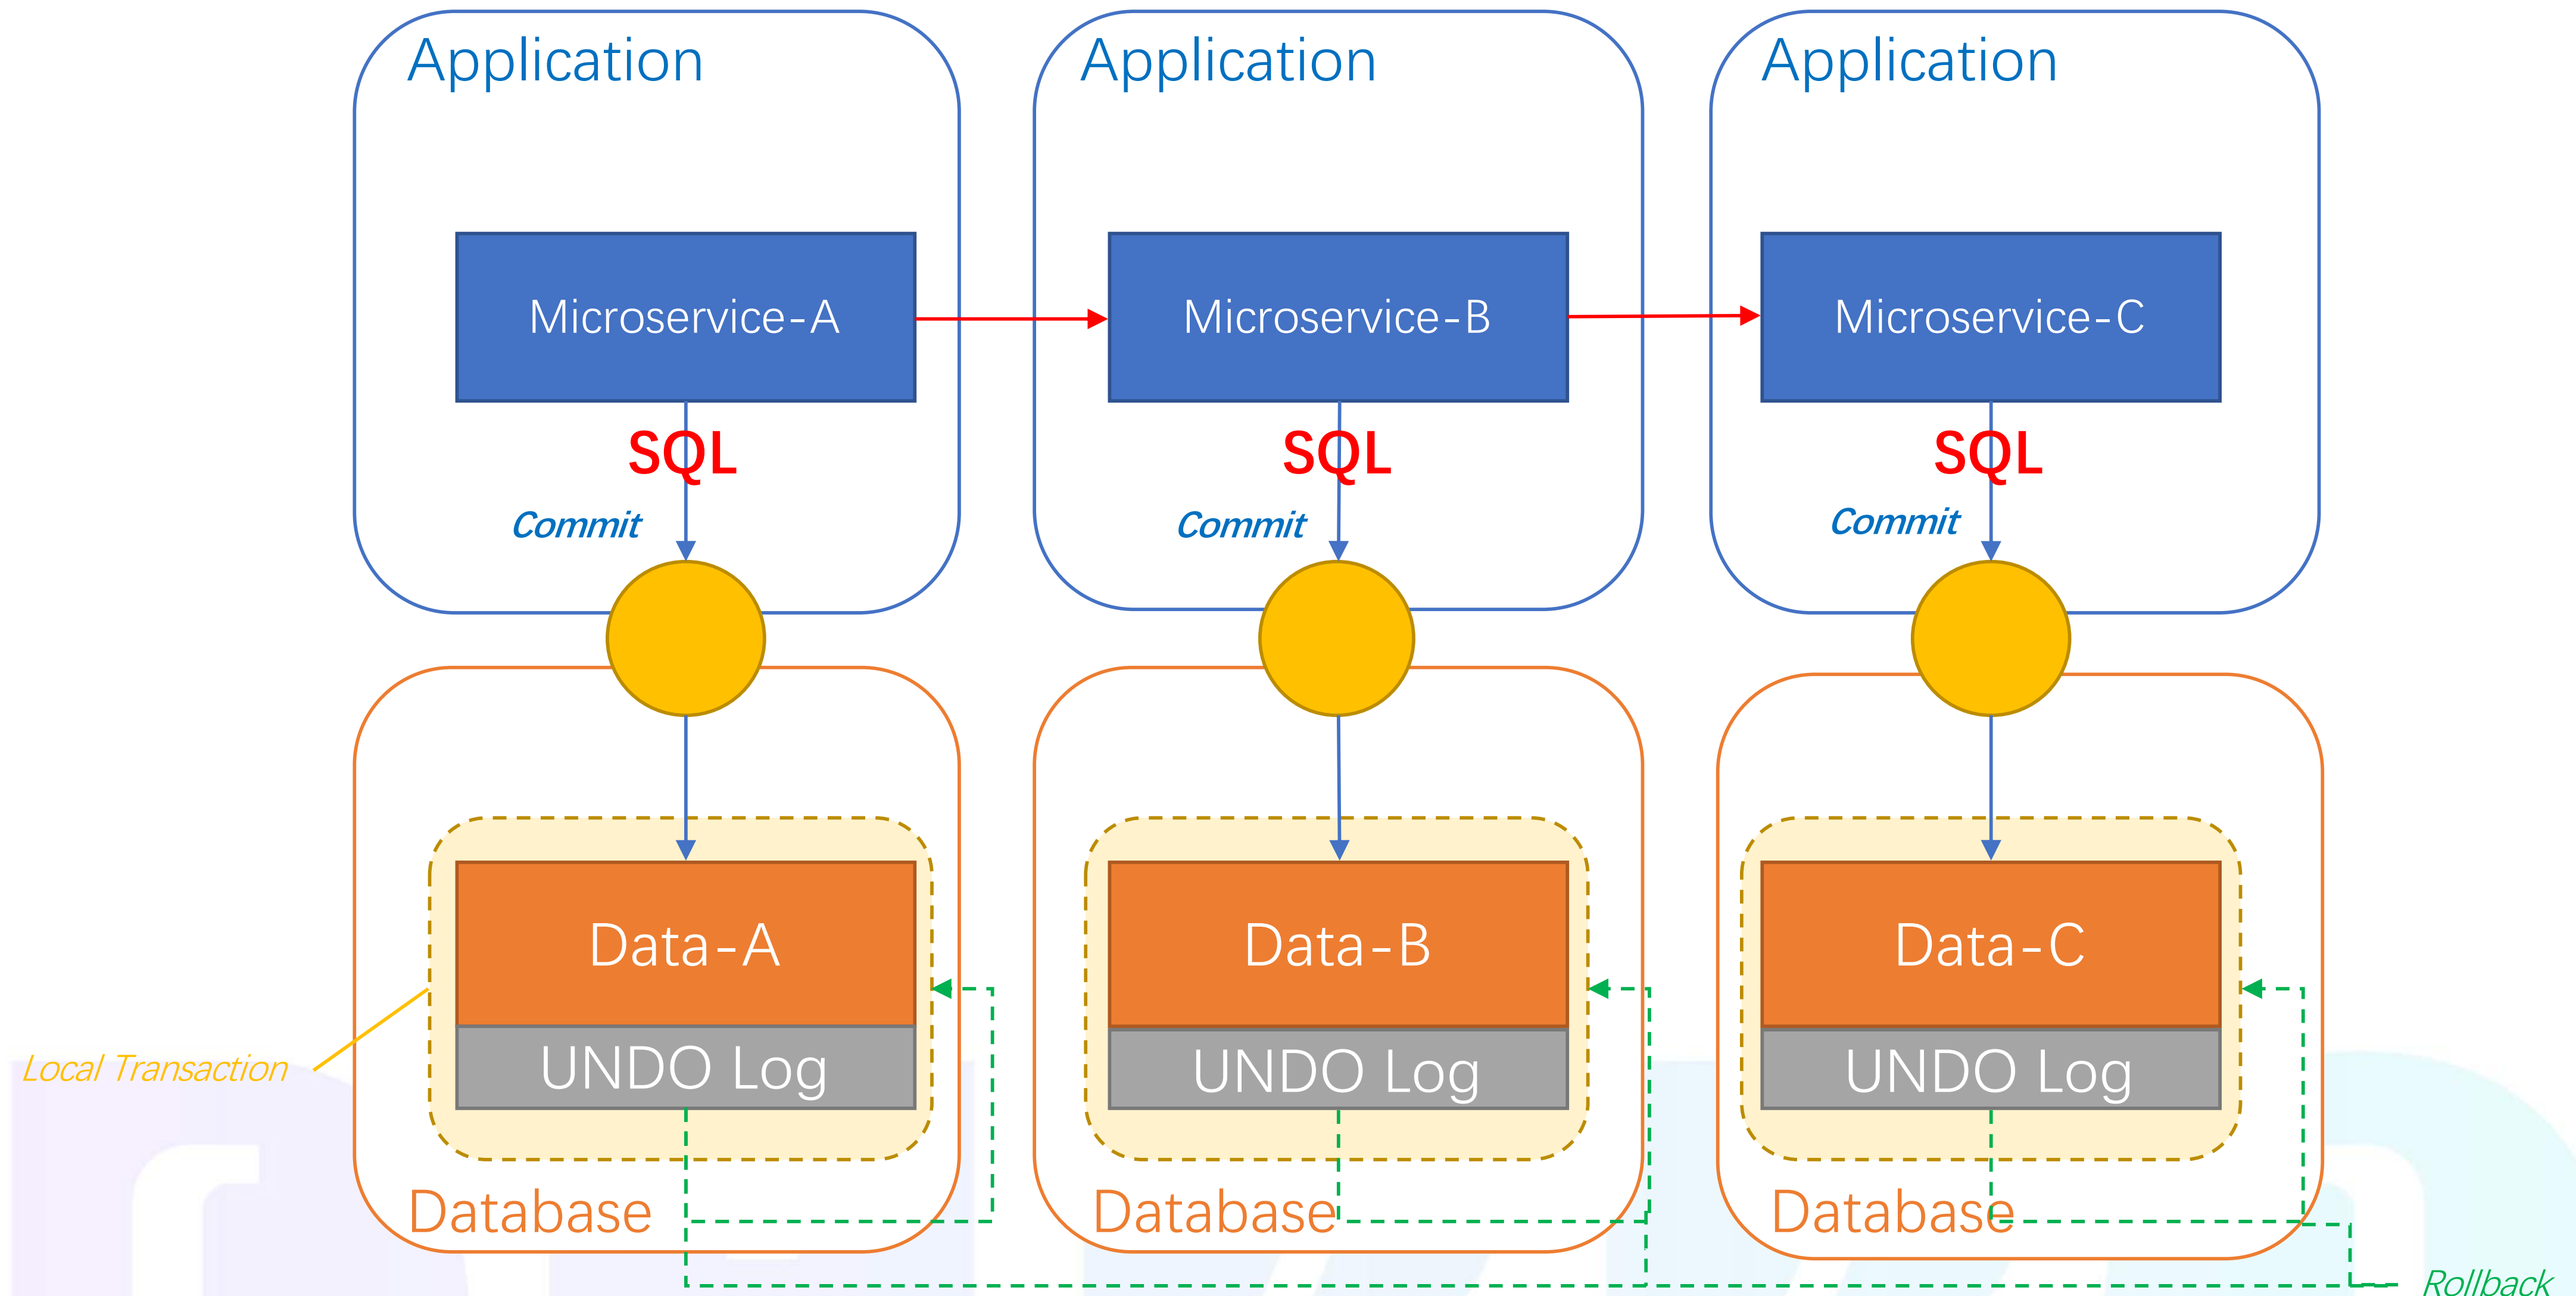 Application
Application
Application
Microservice-A
Microservice-B
Microservice-C
SQL
SQL
SQL
Commit
Commit
Commit
Data-A
Data-B
Data-C
UNDO Log
UNDO Log
UNDO Log
Local Transaction
Database
Database
Database
Rollback